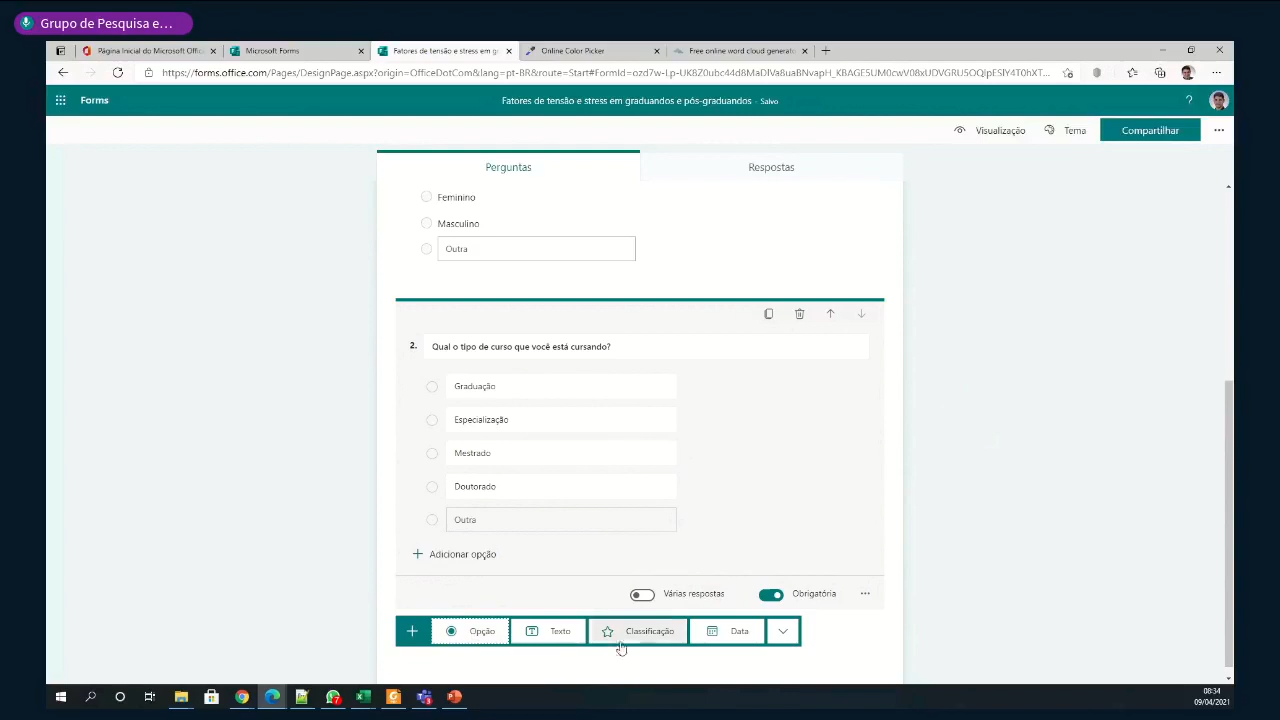 Grupo de Pesquisa e...
Página Inicial do Microsoft Offic
Microsoft Forms
Fatores de tensão e stress em g
Online Color Picker
Free online word cloud generat
Forms
Fatores de tensão e stress em graduandos e pós-graduandos - Salvo
?
Visualização
Tema
Compartilhar
Perguntas
Respostas
Feminino
Masculino
Outra
2. Qual o tipo de curso que você está cursando?
Graduação
Especialização
Mestrado
Doutorado
Outra
Adicionar opção
Várias respostas
Obrigatória
Opção
Texto
Classificação
Data
08:34
09/04/2021